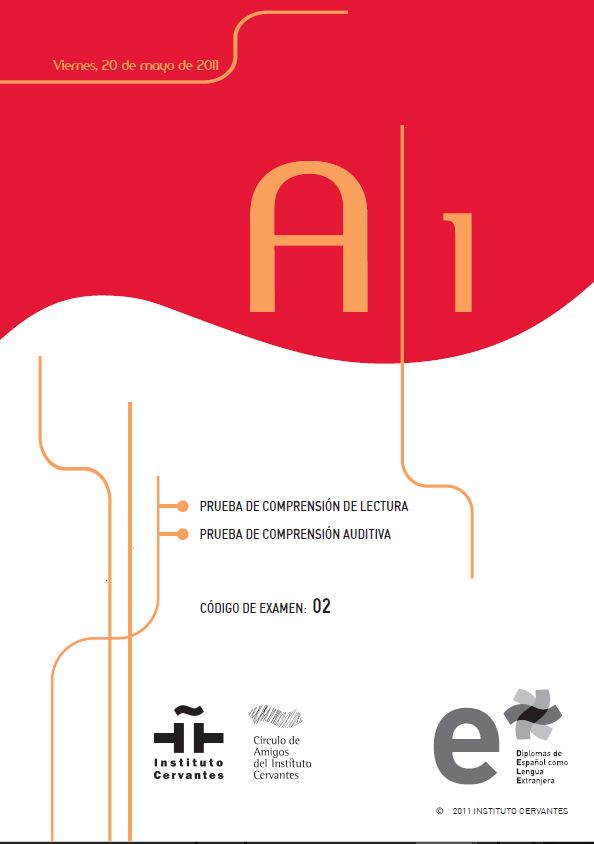 Viernes, 20 de mayo de 2011
A1
PRUEBA DE COMPRENSIÓN DE LECTURA
PRUEBA DE COMPRENSIÓN AUDITIVA
CÓDIGO DE EXAMEN: 02
Instituto
Cervantes
Círculo de
Amigos
del Instituto
Cervantes
e
Diplomas de
Español como
Lengua
Extranjera
© 2011 INSTITUTO CERVANTES